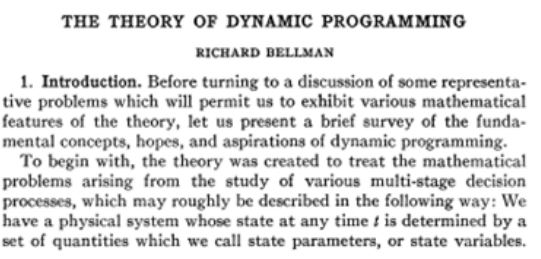 THE THEORY OF DYNAMIC PROGRAMMING
RICHARD BELLMAN
1. Introduction. Before turning to a discussion of some representa-
tive problems which will permit us to exhibit various mathematical
features of the theory, let us present a brief survey of the funda-
mental concepts, hopes, and aspirations of dynamic programming.
To begin with, the theory was created to treat the mathematical
problems arising from the study of various multi-stage decision
processes, which may roughly be described in the following way: We
have a physical system whose state at any time t is determined by a
set of quantities which we call state parameters, or state variables.